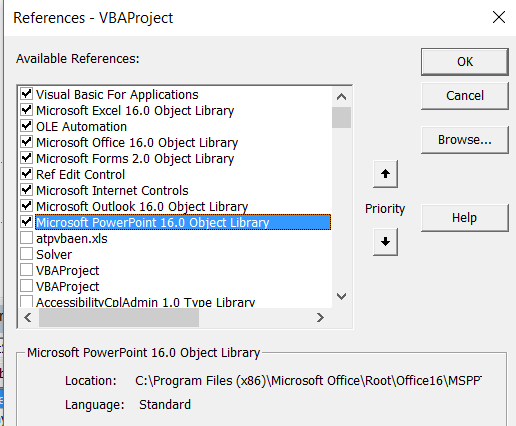 References - VBAProject
Available References:
OK
Visual Basic For Applications
Microsoft Excel 16.0 Object Library
Cancel
OLE Automation
Microsoft Office 16.0 Object Library
Browse...
Microsoft Forms 2.0 Object Library
Ref Edit Control
Microsoft Internet Controls
Microsoft Outlook 16.0 Object Library
Priority
Microsoft PowerPoint 16.0 Object Library
Help
atpvbaen.xls
Solver
VBAProject
VBAProject
AccessibilityCplAdmin 1.0 Type Library
Microsoft PowerPoint 16.0 Object Library
Location: C:\Program Files (x86)\Microsoft Office\Root\Office16\MSPP
Language: Standard